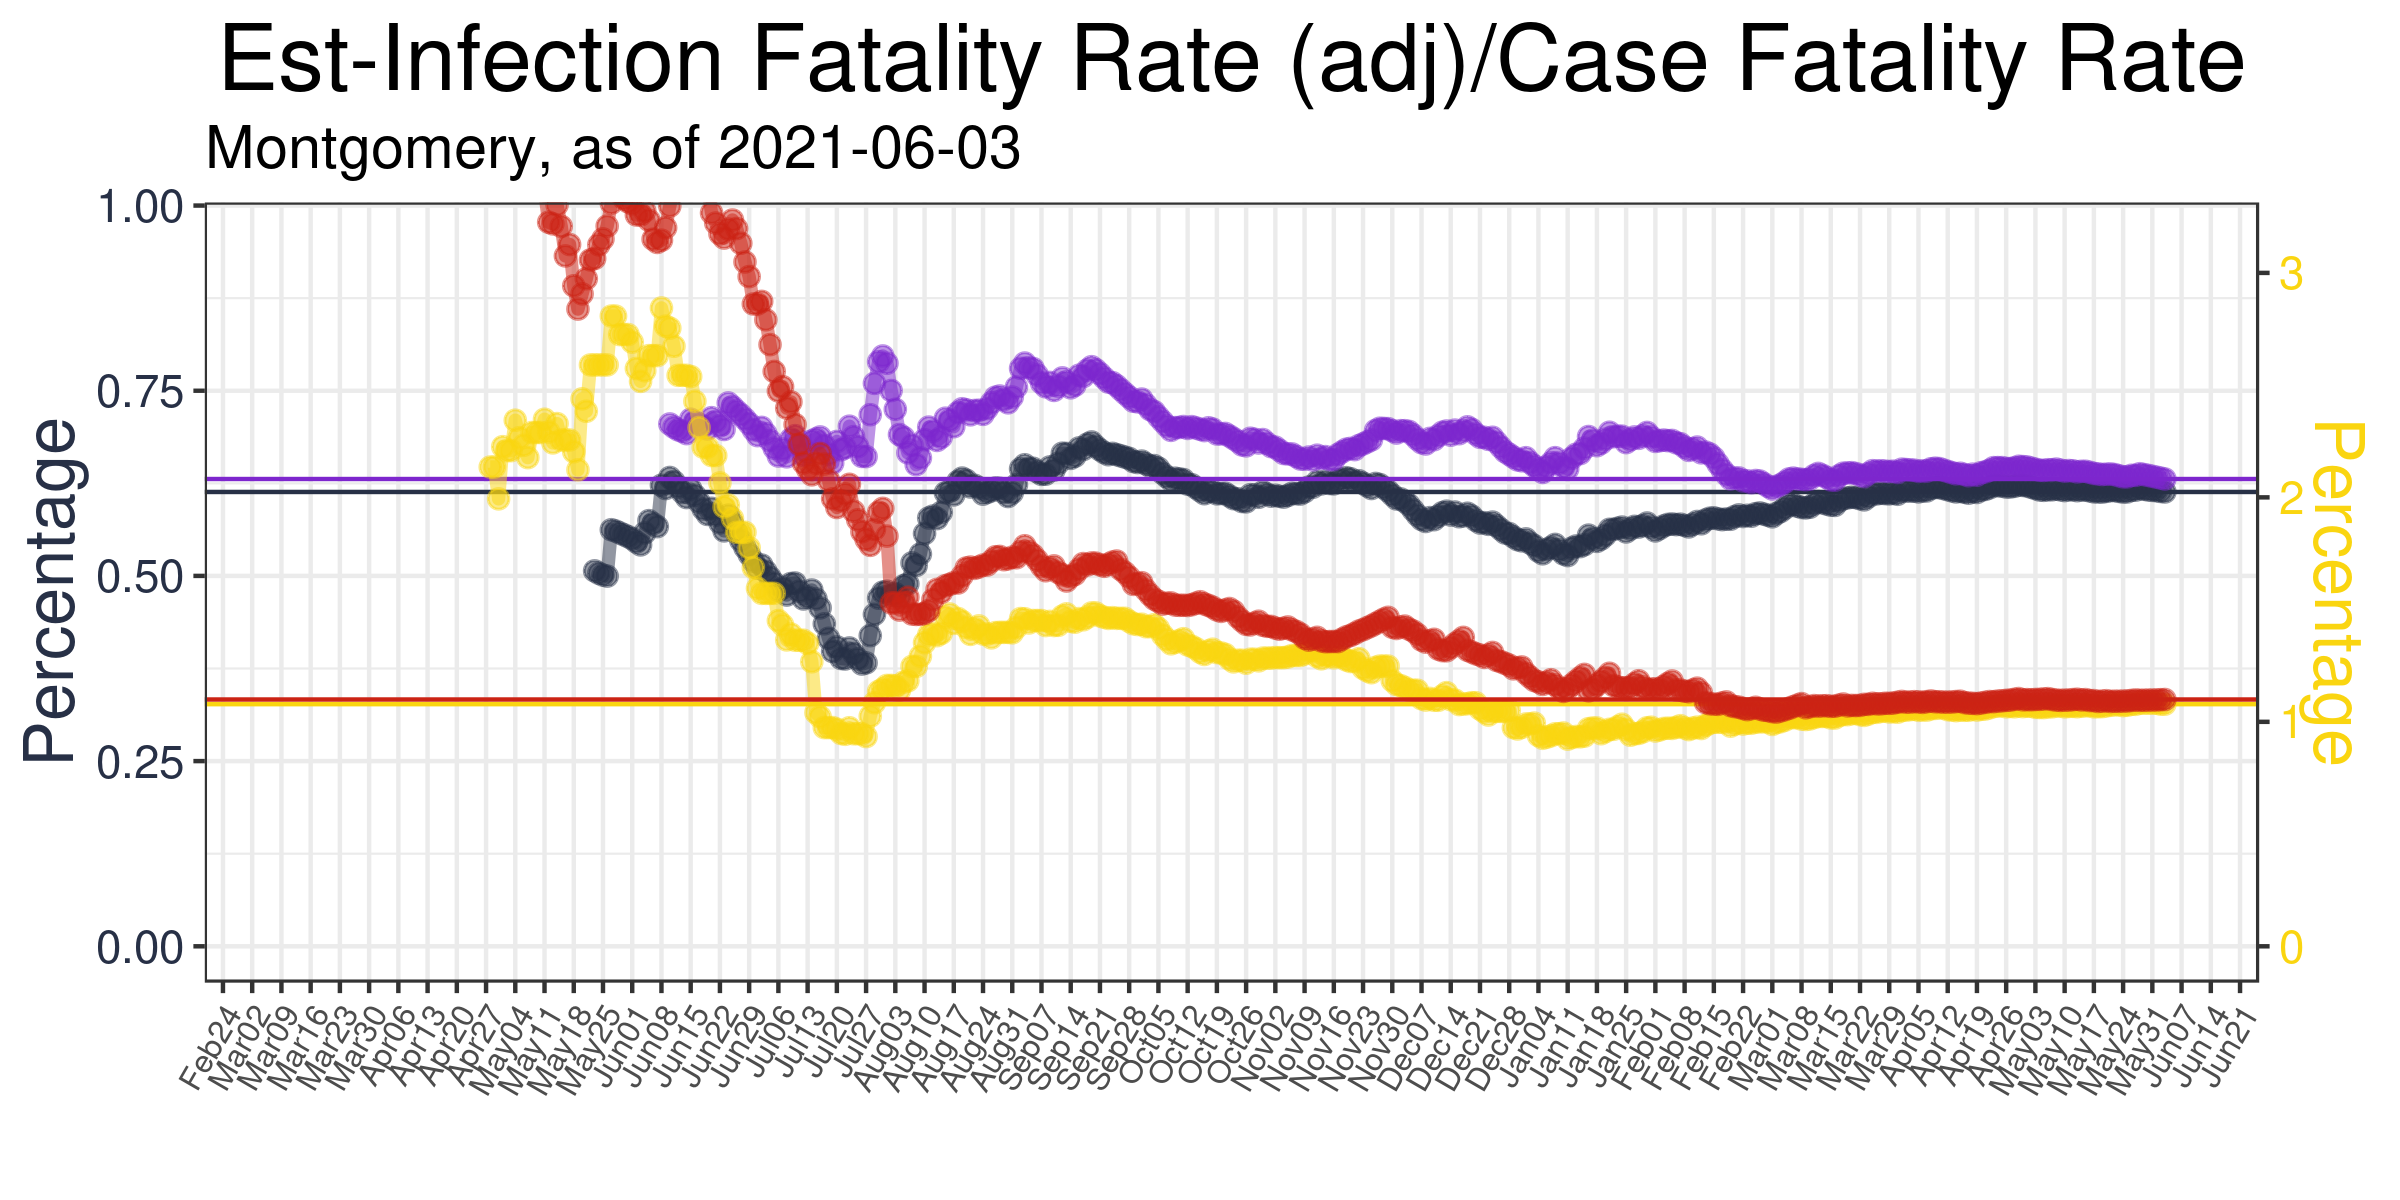 Est-Infection Fatality Rate (adj)/Case Fatality Rate
Montgomery, as of 2021-06-03
Percentage
1.00
0.75
0.50
0.25
0.00
3
2
1
0
Percentage
Feb24
Mar02
Mar09
Mar16
Mar23
Mar30
Apr06
Apr13
Apr20
Apr27
May04
May11
May18
May25
Jun01
Jun08
Jun15
Jun22
Jun29
Jul06
Jul13
Jul20
Jul27
Aug03
Aug10
Aug17
Aug24
Aug31
Sep07
Sep14
Sep21
Sep28
Oct05
Oct12
Oct19
Oct26
Nov02
Nov09
Nov16
Nov23
Nov30
Dec07
Dec14
Dec21
Dec28
Jan04
Jan11
Jan18
Jan25
Feb01
Feb08
Feb15
Feb22
Mar01
Mar08
Mar15
Mar22
Mar29
Apr05
Apr12
Apr19
Apr26
May03
May10
May17
May24
May31
Jun07
Jun14
Jun21